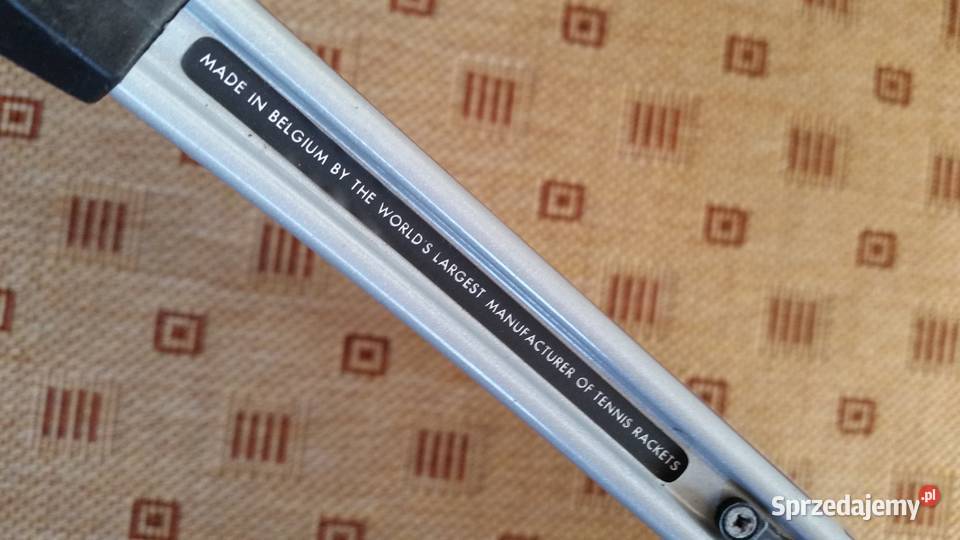 MADE IN BELGIUM BY THE WORLD'S LARGEST MANUFACTURER OF TENNIS RACKETS
Sprzedajemy.pl